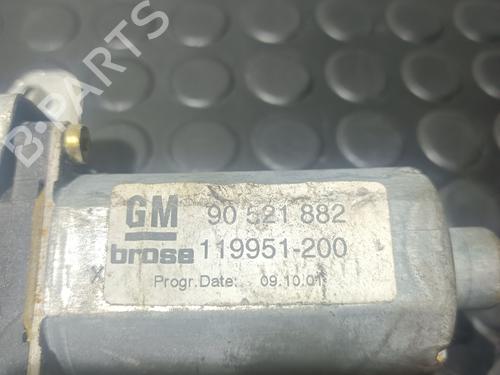 B-PARTS
GM 90 521 882
brose 119951-200
X
Progr.Date: 09.10.01